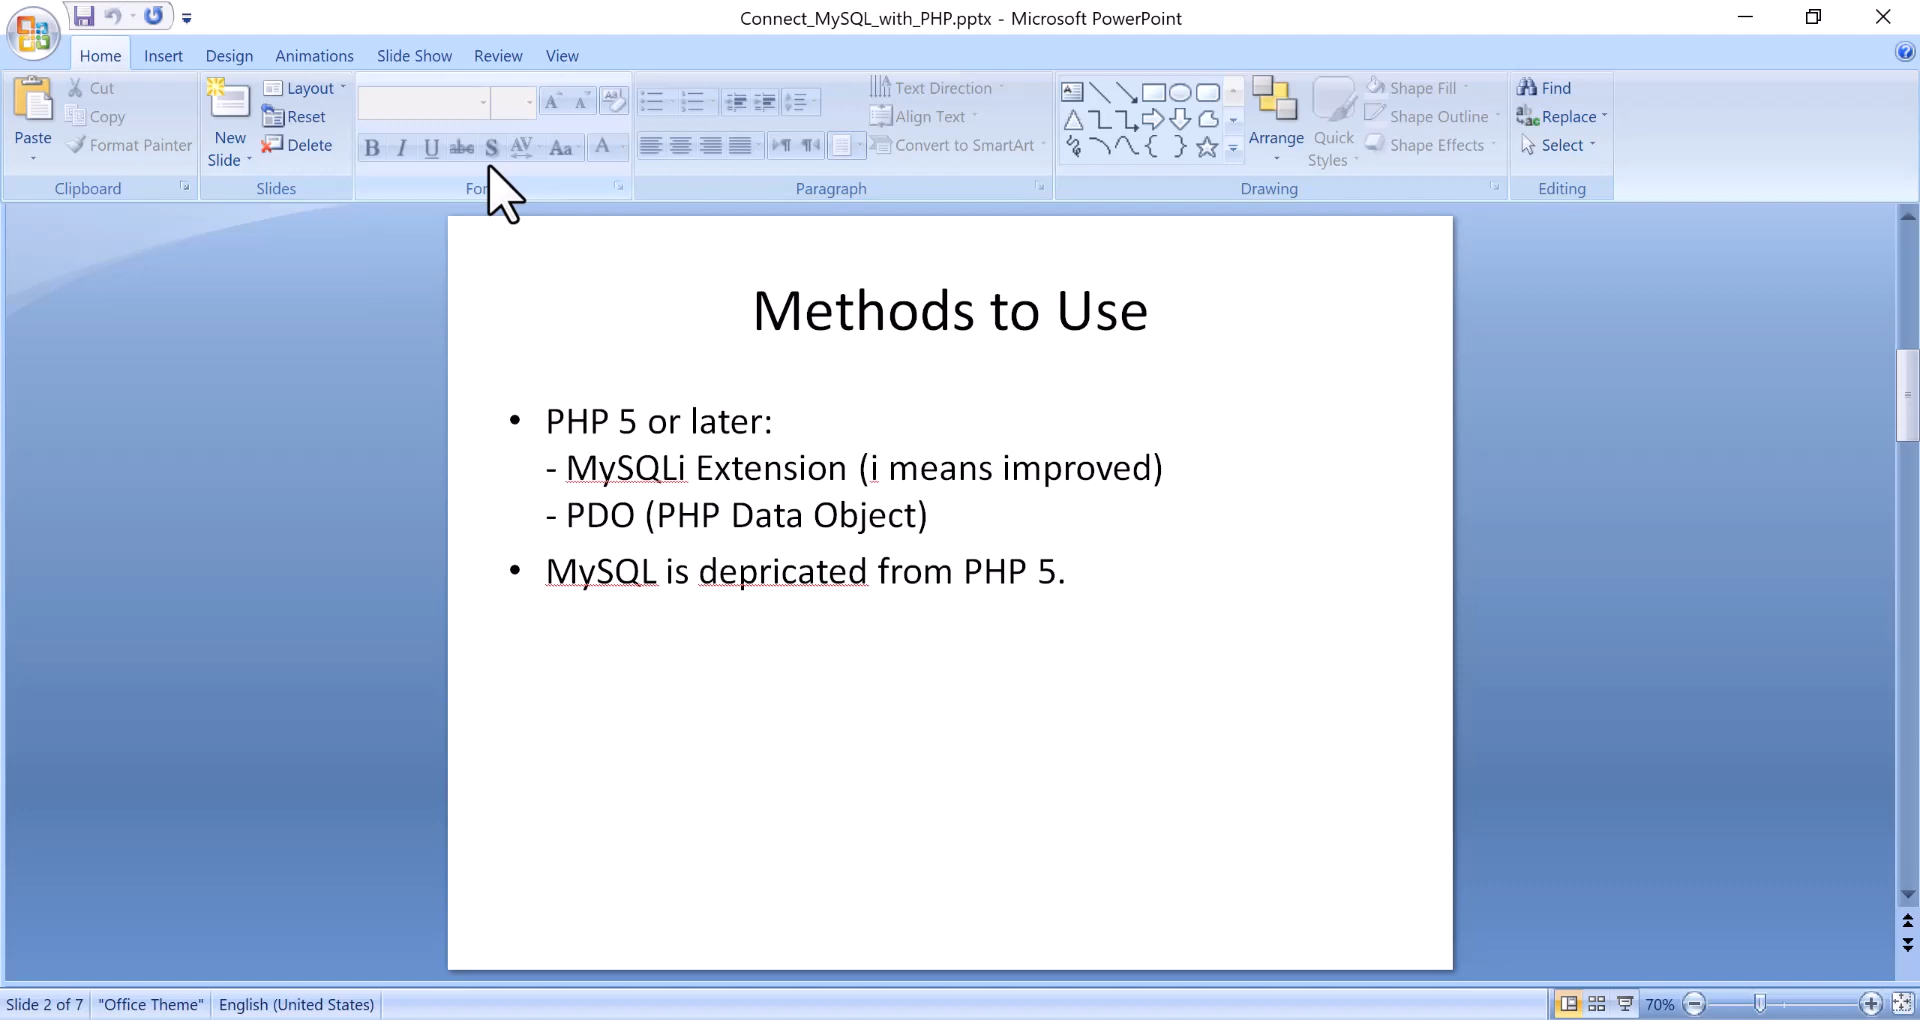 Connect_MySQL_with_PHP.pptx - Microsoft PowerPoint
Home Insert Design Animations Slide Show Review View
Cut Layout Text Direction Shape Fill Find
Copy Reset Align Text Shape Outline Replace
Paste Format Painter New Slide Delete B I U abc S AV Aa A Convert to SmartArt Arrange Quick Styles Shape Effects Select
Clipboard Slides Paragraph Drawing Editing
Methods to Use
• PHP 5 or later:
- MySQLi Extension (i means improved)
- PDO (PHP Data Object)
• MySQL is depricated from PHP 5.
Slide 2 of 7 "Office Theme" English (United States) 70%